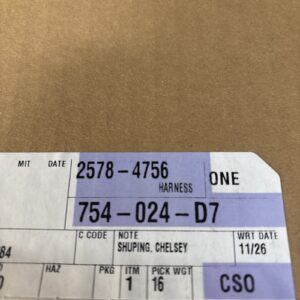 MIT DATE 2578-4756
HARNESS ONE
754-024-D7
C CODE NOTE WRT DATE
84 SHUPING, CHELSEY 11/26
HAZ PKG ITM PICK WGT
0 1 16 CSO